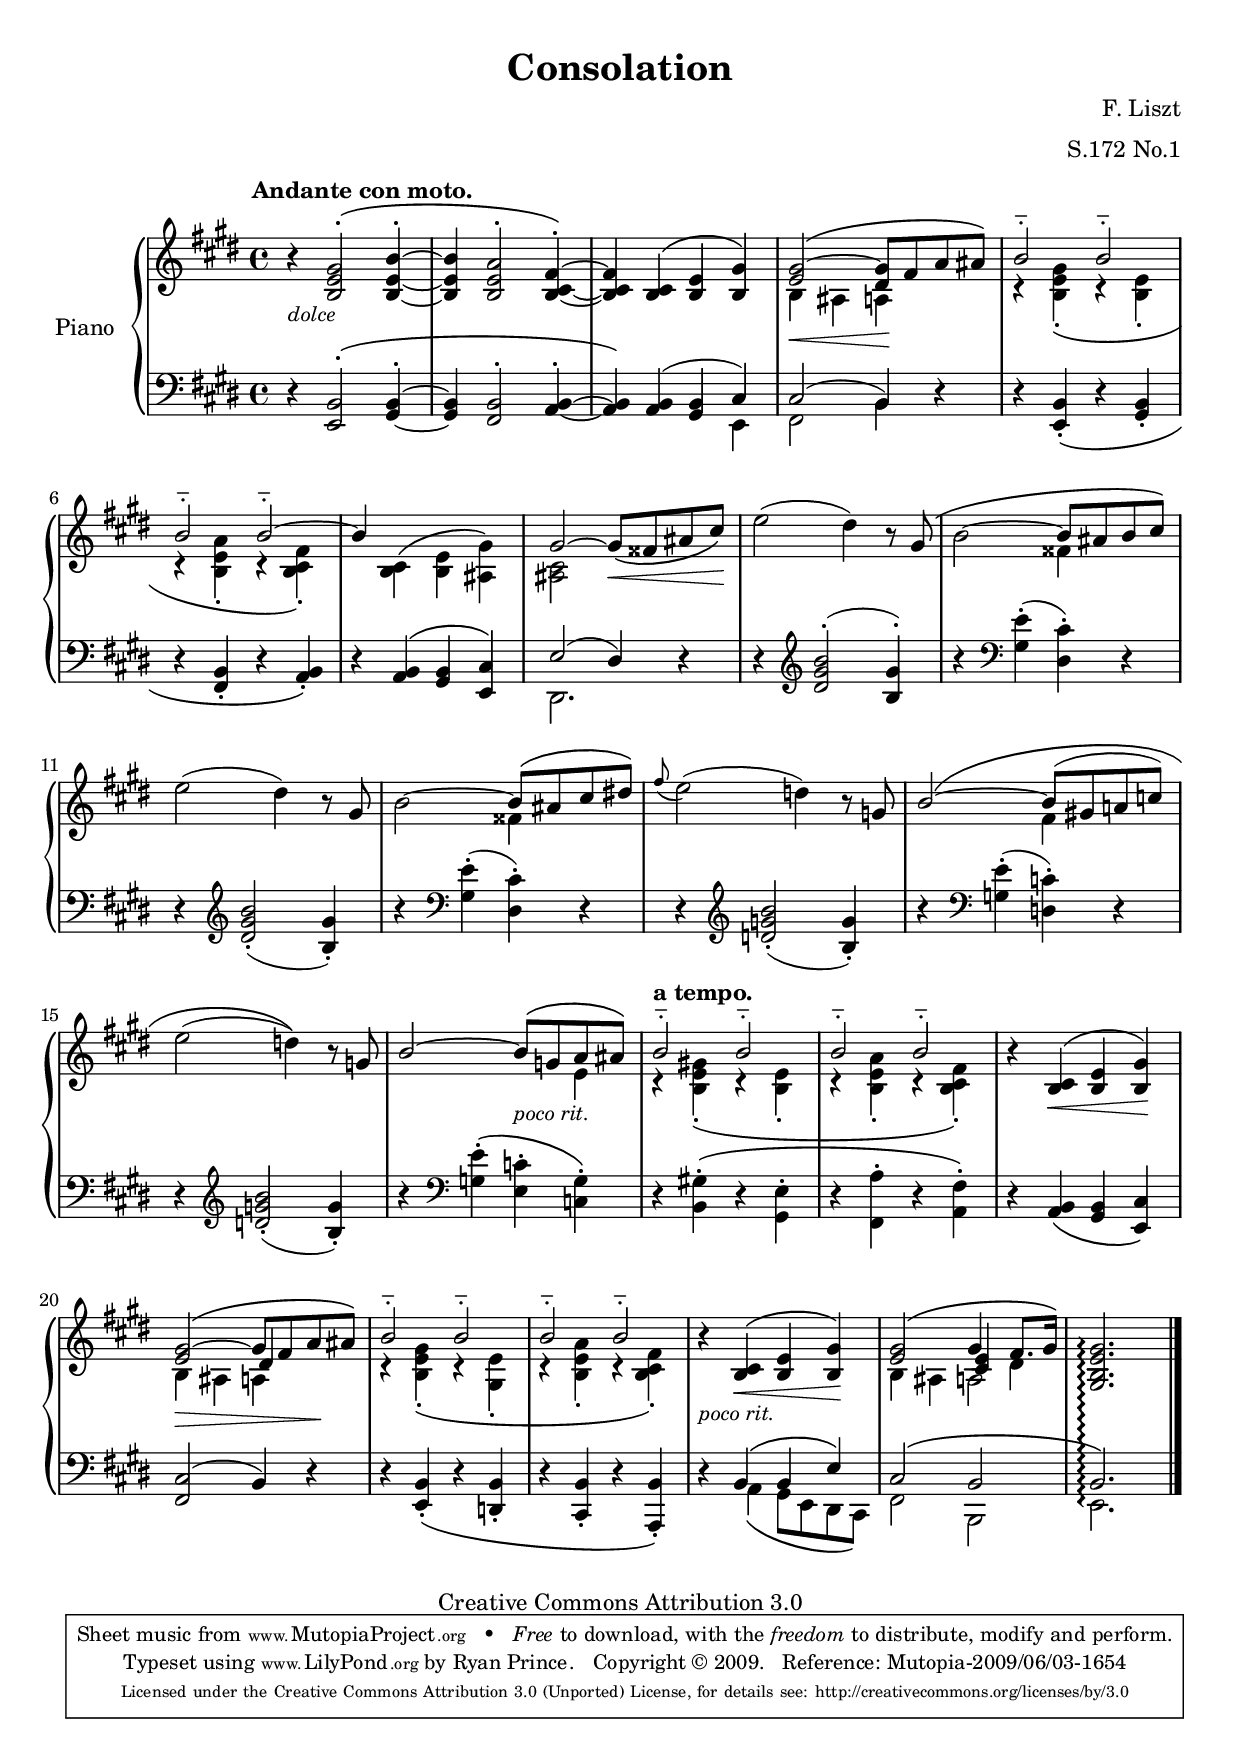 Consolation
F. Liszt
S.172 No.1
Andante con moto.
Piano
dolce
6
11
15
a tempo.
poco rit.
20
poco rit.
Creative Commons Attribution 3.0
Sheet music from www.MutopiaProject.org • Free to download, with the freedom to distribute, modify and perform.
Typeset using www.LilyPond.org by Ryan Prince. Copyright © 2009. Reference: Mutopia-2009/06/03-1654
Licensed under the Creative Commons Attribution 3.0 (Unported) License, for details see: http://creativecommons.org/licenses/by/3.0